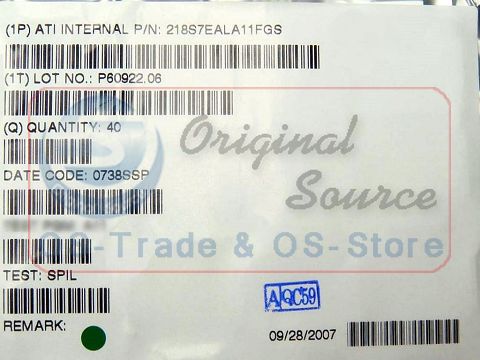 (1P) ATI INTERNAL P/N: 218S7EALA11FGS
(1T) LOT NO.: P60922.06
(Q) QUANTITY: 40
DATE CODE: 0738SSP
TEST: SPIL
REMARK:
A QC59
09/28/2007
Original
Source
OS-Trade & OS-Store